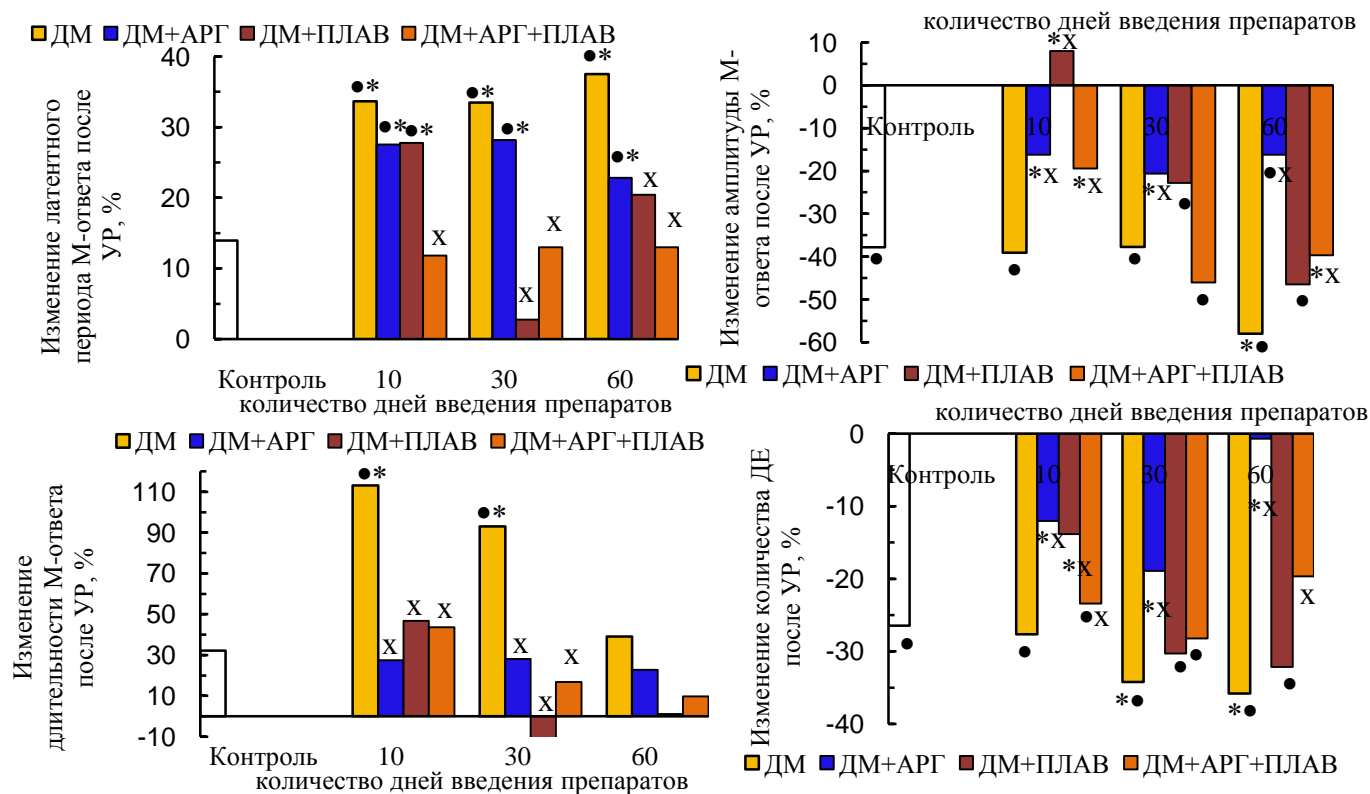 ДМ ДМ+АРГ ДМ+ПЛАВ ДМ+АРГ+ПЛАВ
Изменение латентного
периода М-ответа после
УР, %
40
30
20
10
0
●* ●* ●* x
●* ●* x x
●* ●* x x
Контроль 10 30 60
количество дней введения препаратов
количество дней введения препаратов
Изменение амплитуды М-
ответа после УР, %
10
0
-10
-20
-30
-40
-50
-60
Контроль 10 30 60
●
● *x *x *x
● *x ● ●
*● ●x ● *x
ДМ ДМ+АРГ ДМ+ПЛАВ ДМ+АРГ+ПЛАВ
ДМ ДМ+АРГ ДМ+ПЛАВ ДМ+АРГ+ПЛАВ
Изменение
длительности М-ответа
после УР, %
110
90
70
50
30
10
-10
●* x x x
●* x x x
Контроль 10 30 60
количество дней введения препаратов
количество дней введения препаратов
Изменение количества ДЕ
после УР, %
0
-10
-20
-30
-40
Контроль 10 30 60
●
● *x *x ●x
*● *x ● ●
*● *x ● x
ДМ ДМ+АРГ ДМ+ПЛАВ ДМ+АРГ+ПЛАВ